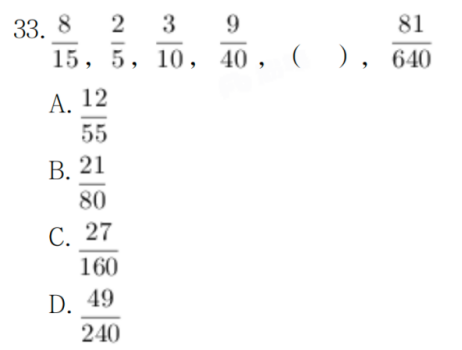 33. 8/15, 2/5, 3/10, 9/40, (  ), 81/640
A. 12/55
B. 21/80
C. 27/160
D. 49/240